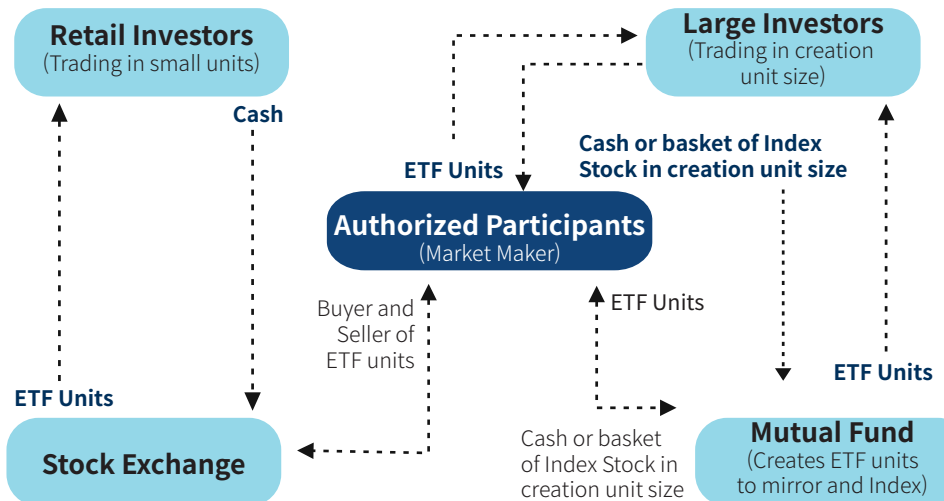 Retail Investors
(Trading in small units)
Large Investors
(Trading in creation
unit size)
Cash
ETF Units
Cash or basket of Index
Stock in creation unit size
Authorized Participants
(Market Maker)
Buyer and
Seller of
ETF units
ETF Units
ETF Units
ETF Units
Stock Exchange
Cash or basket
of Index Stock in
creation unit size
Mutual Fund
(Creates ETF units
to mirror and Index)